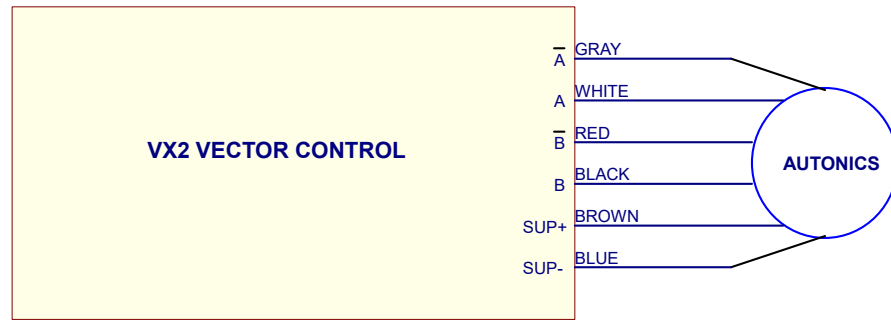 A̅ GRAY
A WHITE
B̅ RED
VX2 VECTOR CONTROL
AUTONICS
B BLACK
SUP+ BROWN
SUP- BLUE